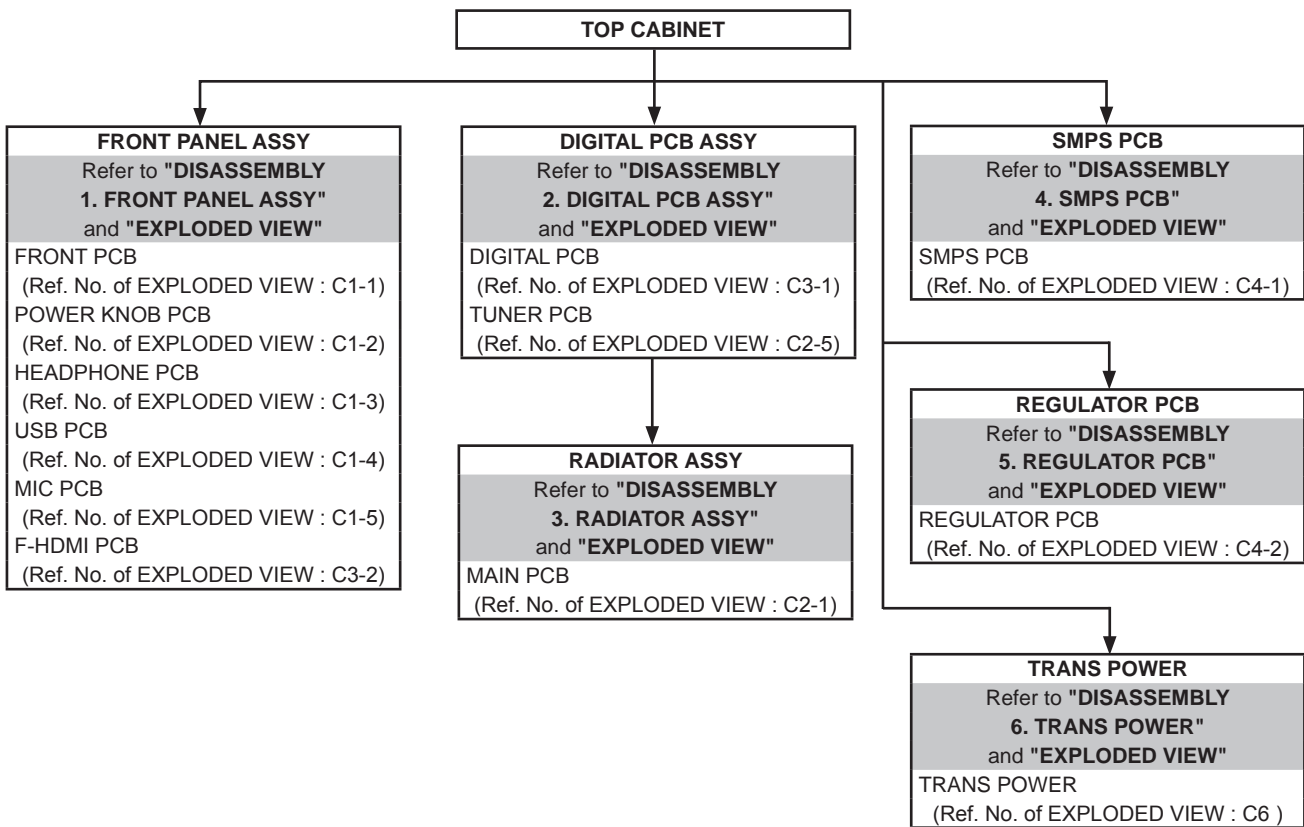 TOP CABINET
FRONT PANEL ASSY
Refer to "DISASSEMBLY
1. FRONT PANEL ASSY"
and "EXPLODED VIEW"
FRONT PCB
(Ref. No. of EXPLODED VIEW : C1-1)
POWER KNOB PCB
(Ref. No. of EXPLODED VIEW : C1-2)
HEADPHONE PCB
(Ref. No. of EXPLODED VIEW : C1-3)
USB PCB
(Ref. No. of EXPLODED VIEW : C1-4)
MIC PCB
(Ref. No. of EXPLODED VIEW : C1-5)
F-HDMI PCB
(Ref. No. of EXPLODED VIEW : C3-2)
DIGITAL PCB ASSY
Refer to "DISASSEMBLY
2. DIGITAL PCB ASSY"
and "EXPLODED VIEW"
DIGITAL PCB
(Ref. No. of EXPLODED VIEW : C3-1)
TUNER PCB
(Ref. No. of EXPLODED VIEW : C2-5)
RADIATOR ASSY
Refer to "DISASSEMBLY
3. RADIATOR ASSY"
and "EXPLODED VIEW"
MAIN PCB
(Ref. No. of EXPLODED VIEW : C2-1)
SMPS PCB
Refer to "DISASSEMBLY
4. SMPS PCB"
and "EXPLODED VIEW"
SMPS PCB
(Ref. No. of EXPLODED VIEW : C4-1)
REGULATOR PCB
Refer to "DISASSEMBLY
5. REGULATOR PCB"
and "EXPLODED VIEW"
REGULATOR PCB
(Ref. No. of EXPLODED VIEW : C4-2)
TRANS POWER
Refer to "DISASSEMBLY
6. TRANS POWER"
and "EXPLODED VIEW"
TRANS POWER
(Ref. No. of EXPLODED VIEW : C6 )